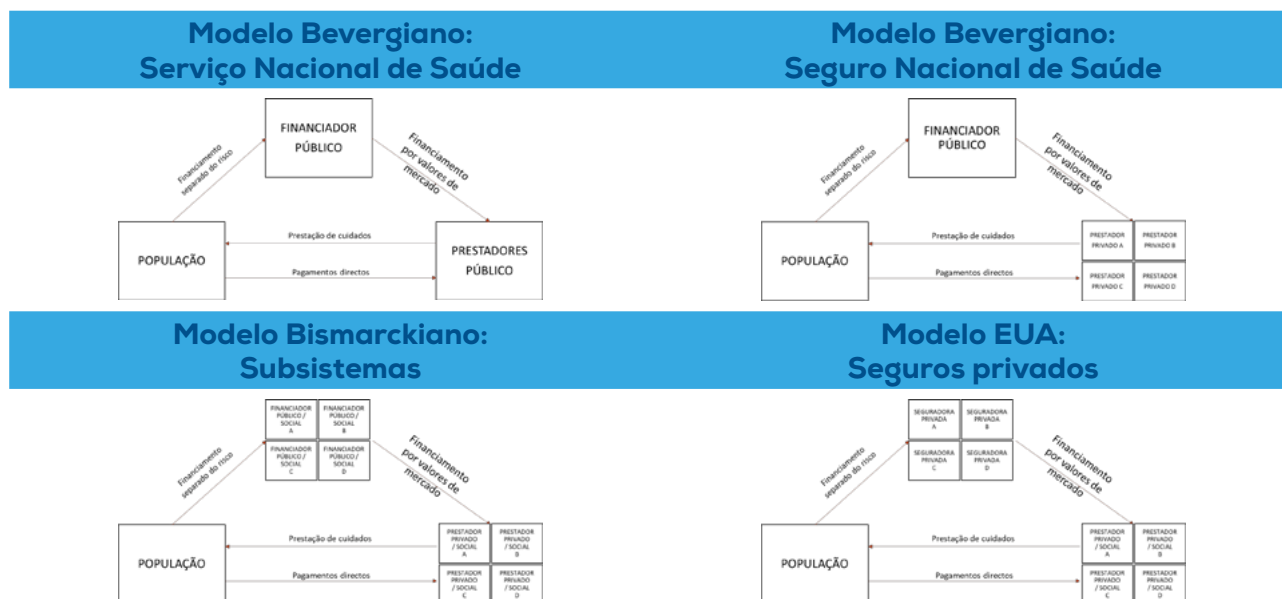 Modelo Bevergiano:
Serviço Nacional de Saúde
FINANCIADOR
PÚBLICO
Financiamento
separado do risco
Financiamento
por valores de
mercado
POPULAÇÃO
Prestação de cuidados
Pagamentos directos
PRESTADORES
PÚBLICO
Modelo Bevergiano:
Seguro Nacional de Saúde
FINANCIADOR
PÚBLICO
Financiamento
separado do risco
Financiamento
por valores de
mercado
POPULAÇÃO
Prestação de cuidados
Pagamentos directos
PRESTADOR
PRIVADO A
PRESTADOR
PRIVADO B
PRESTADOR
PRIVADO C
PRESTADOR
PRIVADO D
Modelo Bismarckiano:
Subsistemas
FINANCIADOR
PÚBLICO /
SOCIAL
A
FINANCIADOR
PÚBLICO /
SOCIAL
B
FINANCIADOR
PÚBLICO /
SOCIAL
C
FINANCIADOR
PÚBLICO /
SOCIAL
D
Financiamento
separado do risco
Financiamento
por valores de
mercado
POPULAÇÃO
Prestação de cuidados
Pagamentos directos
PRESTADOR
PRIVADO
/ SOCIAL
A
PRESTADOR
PRIVADO
/ SOCIAL
B
PRESTADOR
PRIVADO
/ SOCIAL
C
PRESTADOR
PRIVADO
/ SOCIAL
D
Modelo EUA:
Seguros privados
SEGURADORA
PRIVADA
A
SEGURADORA
PRIVADA
B
SEGURADORA
PRIVADA
C
SEGURADORA
PRIVADA
D
Financiamento
separado do risco
Financiamento
por valores de
mercado
POPULAÇÃO
Prestação de cuidados
Pagamentos directos
PRESTADOR
PRIVADO
/ SOCIAL
A
PRESTADOR
PRIVADO
/ SOCIAL
B
PRESTADOR
PRIVADO
/ SOCIAL
C
PRESTADOR
PRIVADO
/ SOCIAL
D